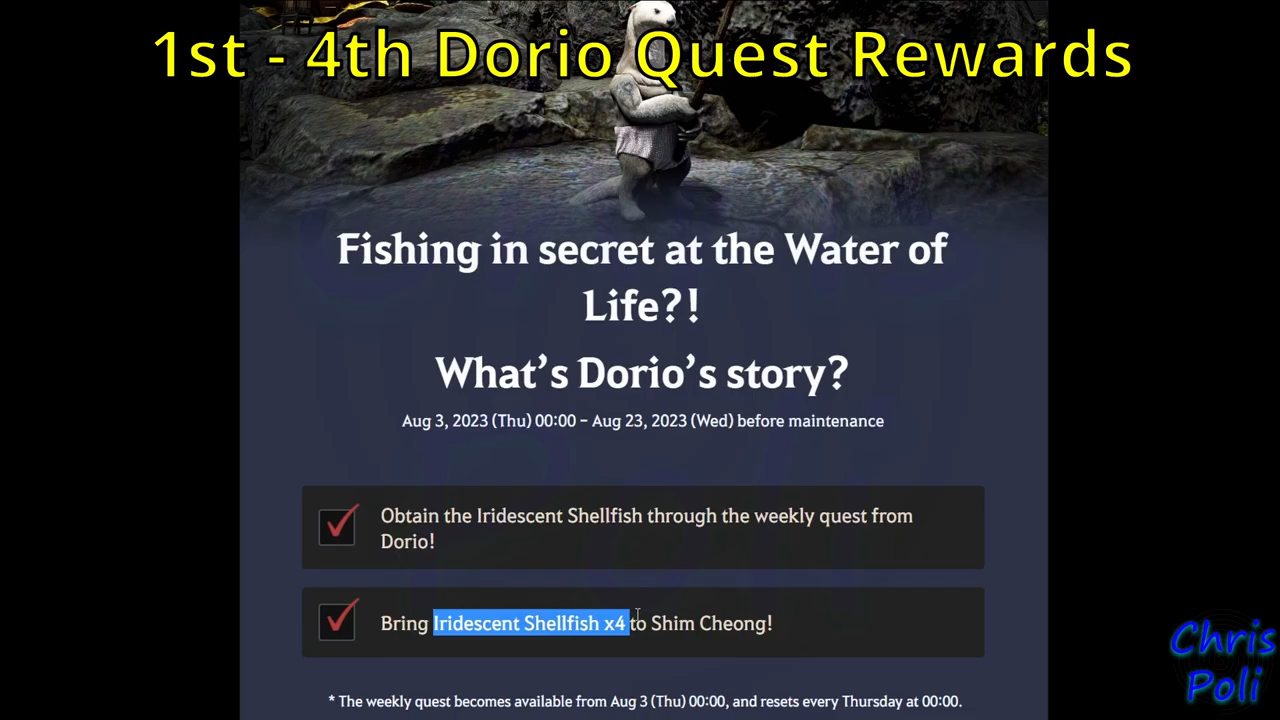 1st - 4th Dorio Quest Rewards
Fishing in secret at the Water of
Life?!
What’s Dorio’s story?
Aug 3, 2023 (Thu) 00:00 – Aug 23, 2023 (Wed) before maintenance
Obtain the Iridescent Shellfish through the weekly quest from
Dorio!
Bring Iridescent Shellfish x4 to Shim Cheong!
* The weekly quest becomes available from Aug 3 (Thu) 00:00, and resets every Thursday at 00:00.
Chris
Poli